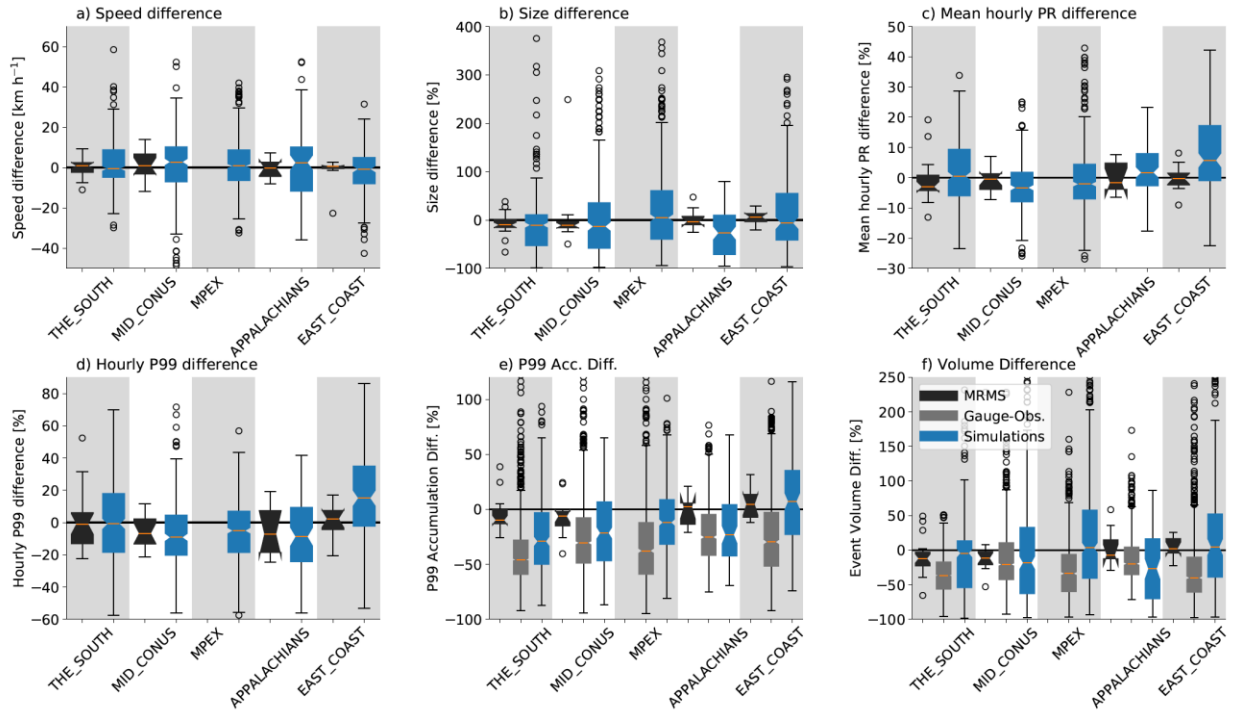 a) Speed difference
Speed difference [km h⁻¹]
60
40
20
0
−20
−40
THE_SOUTH
MID_CONUS
MPEX
APPALACHIANS
EAST_COAST
b) Size difference
Size difference [%]
400
300
200
100
0
−100
THE_SOUTH
MID_CONUS
MPEX
APPALACHIANS
EAST_COAST
c) Mean hourly PR difference
Mean hourly PR difference [%]
50
40
30
20
10
0
−10
−20
−30
THE_SOUTH
MID_CONUS
MPEX
APPALACHIANS
EAST_COAST
d) Hourly P99 difference
Hourly P99 difference [%]
80
60
40
20
0
−20
−40
−60
THE_SOUTH
MID_CONUS
MPEX
APPALACHIANS
EAST_COAST
e) P99 Acc. Diff.
P99 Accumulation Diff. [%]
100
50
0
−50
−100
THE_SOUTH
MID_CONUS
MPEX
APPALACHIANS
EAST_COAST
f) Volume Difference
Event Volume Diff. [%]
250
200
150
100
50
0
−50
−100
MRMS
Gauge-Obs.
Simulations
THE_SOUTH
MID_CONUS
MPEX
APPALACHIANS
EAST_COAST